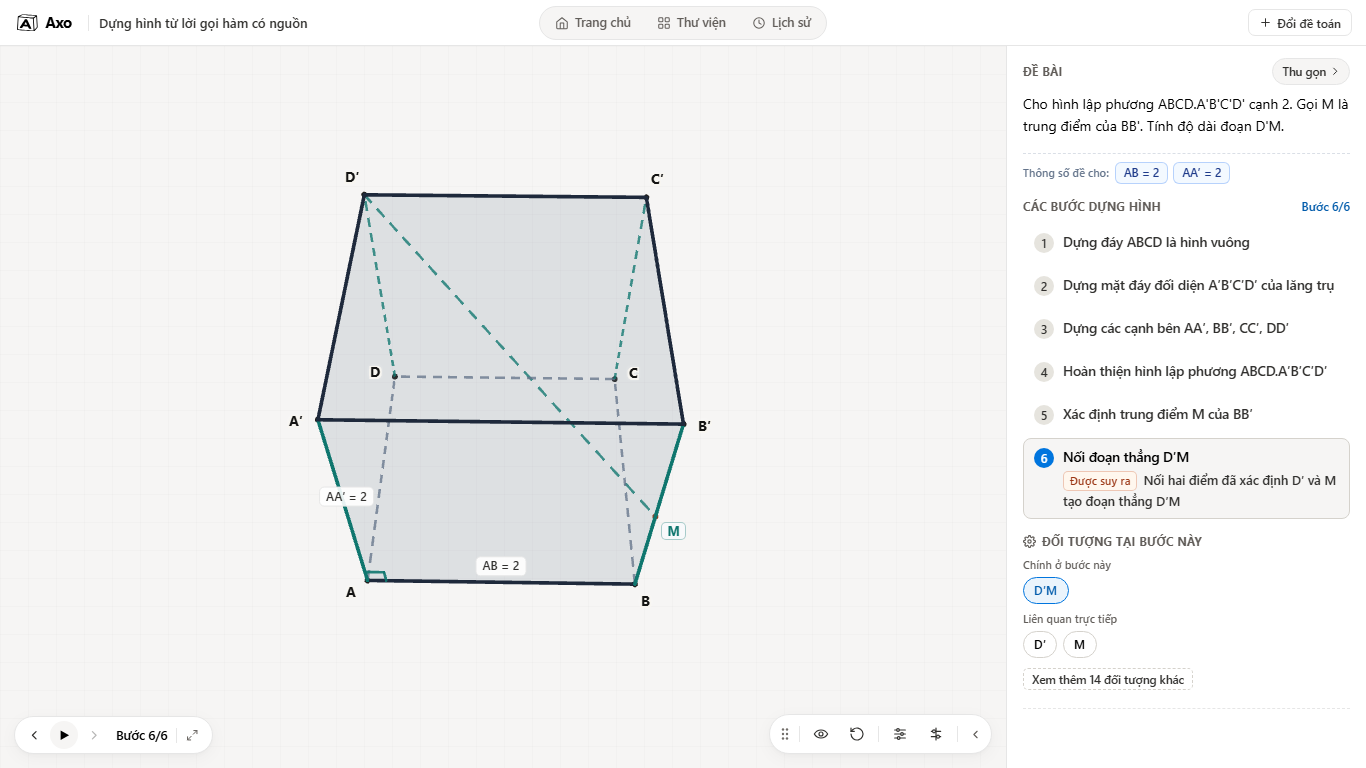 Axo
Dựng hình từ lời gọi hàm có nguồn
Trang chủ
Thư viện
Lịch sử
Đổi đề toán
D′
C′
D
C
A′
B′
AA′ = 2
M
AB = 2
A
B
Bước 6/6
ĐỀ BÀI
Thu gọn
Cho hình lập phương ABCD.A'B'C'D' cạnh 2. Gọi M là
trung điểm của BB'. Tính độ dài đoạn D'M.
Thông số đề cho:
AB = 2
AA′ = 2
CÁC BƯỚC DỰNG HÌNH
Bước 6/6
1 Dựng đáy ABCD là hình vuông
2 Dựng mặt đáy đối diện A′B′C′D′ của lăng trụ
3 Dựng các cạnh bên AA′, BB′, CC′, DD′
4 Hoàn thiện hình lập phương ABCD.A′B′C′D′
5 Xác định trung điểm M của BB′
6 Nối đoạn thẳng D′M
Được suy ra Nối hai điểm đã xác định D′ và M
tạo đoạn thẳng D′M
ĐỐI TƯỢNG TẠI BƯỚC NÀY
Chính ở bước này
D′M
Liên quan trực tiếp
D′
M
Xem thêm 14 đối tượng khác